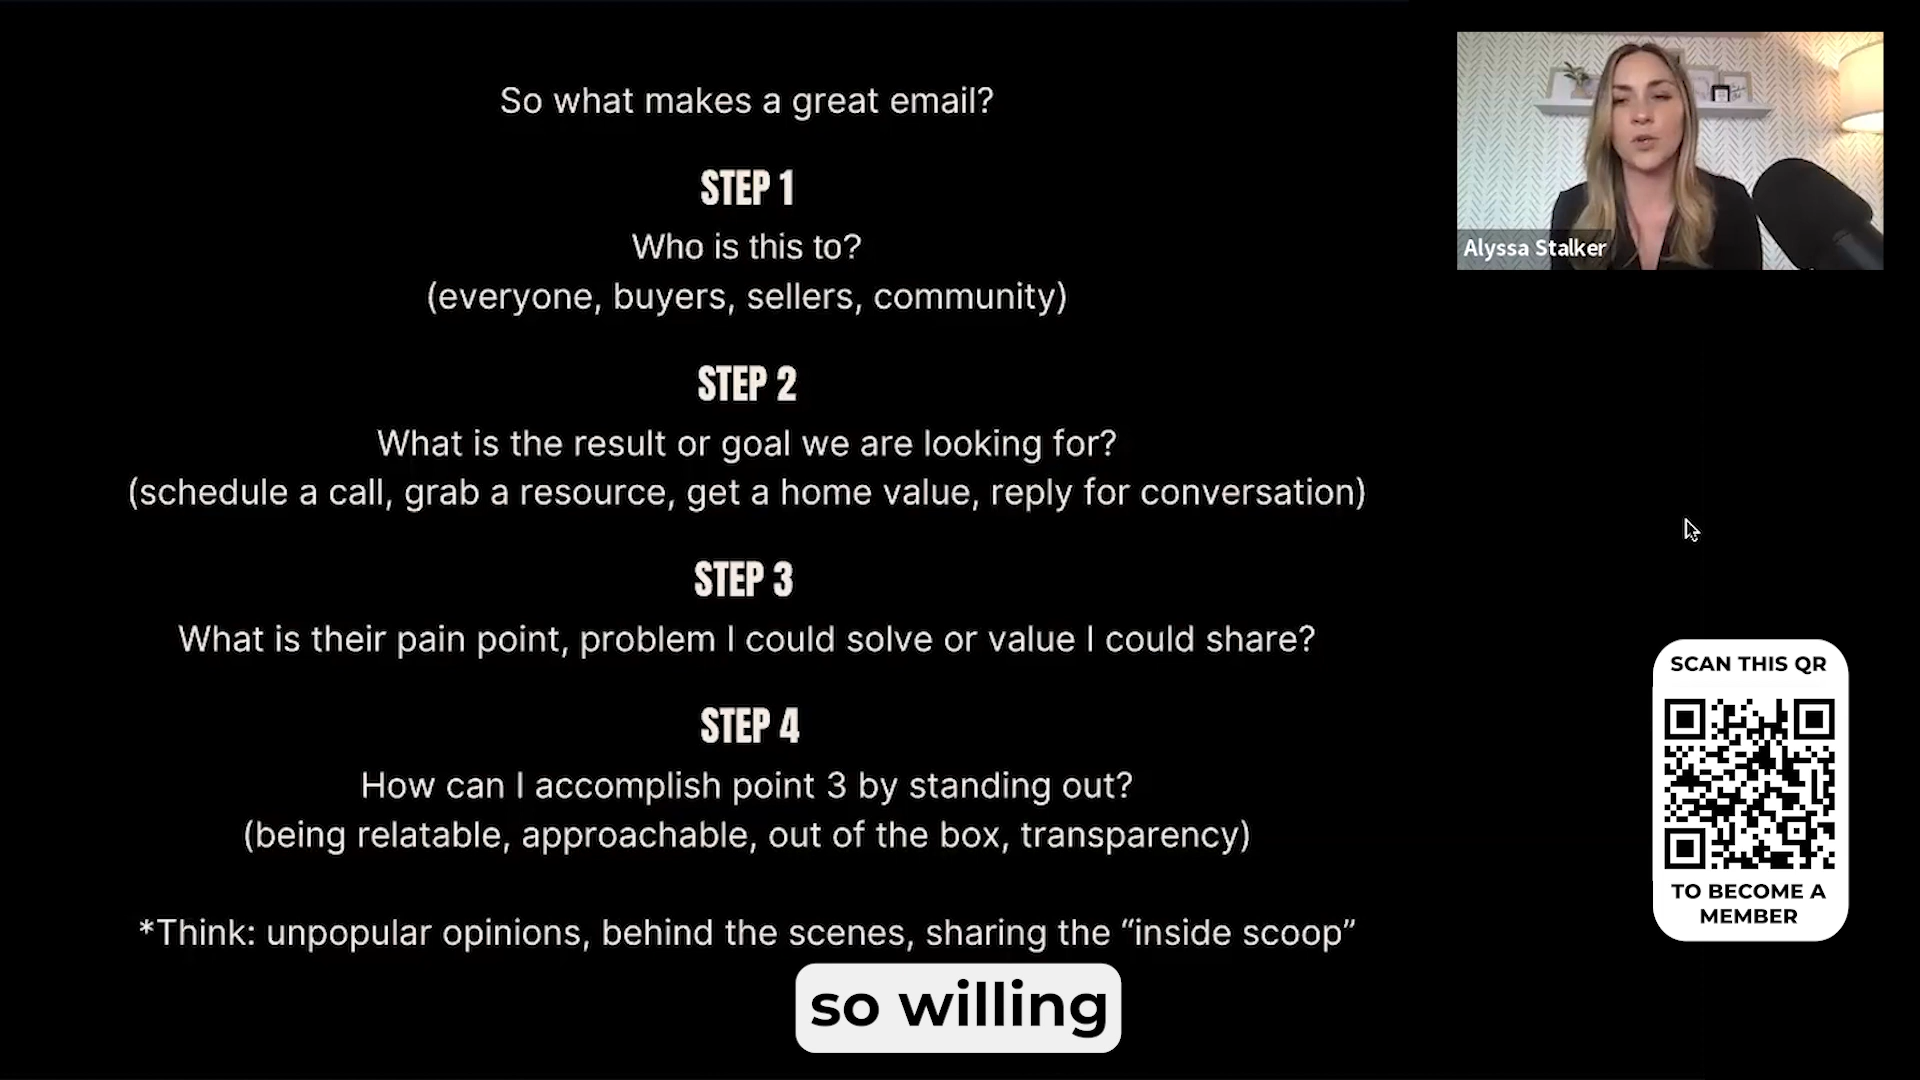 So what makes a great email?
STEP 1
Who is this to?
(everyone, buyers, sellers, community)
STEP 2
What is the result or goal we are looking for?
(schedule a call, grab a resource, get a home value, reply for conversation)
STEP 3
What is their pain point, problem I could solve or value I could share?
STEP 4
How can I accomplish point 3 by standing out?
(being relatable, approachable, out of the box, transparency)
*Think: unpopular opinions, behind the scenes, sharing the “inside scoop”
so willing
Alyssa Stalker
SCAN THIS QR
TO BECOME A
MEMBER